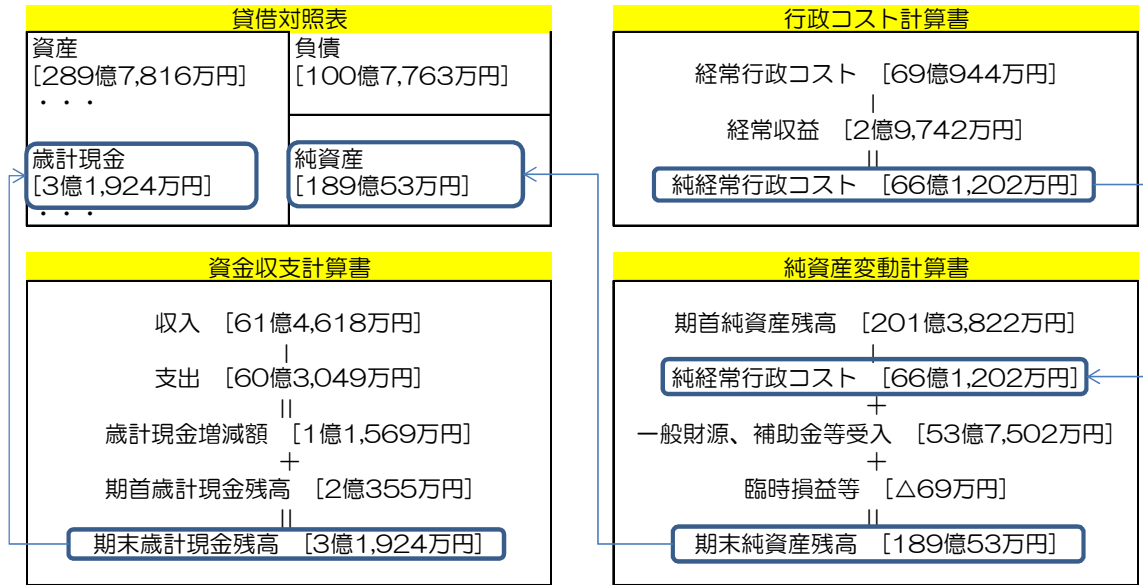 貸借対照表
資産
[289億7,816万円]
・・・
歳計現金
[3億1,924万円]
・・・
負債
[100億7,763万円]
純資産
[189億53万円]
行政コスト計算書
経常行政コスト [69億944万円]
|
経常収益 [2億9,742万円]
||
純経常行政コスト [66億1,202万円]
資金収支計算書
収入 [61億4,618万円]
|
支出 [60億3,049万円]
||
歳計現金増減額 [1億1,569万円]
+
期首歳計現金残高 [2億355万円]
||
期末歳計現金残高 [3億1,924万円]
純資産変動計算書
期首純資産残高 [201億3,822万円]
|
純経常行政コスト [66億1,202万円]
+
一般財源、補助金等受入 [53億7,502万円]
+
臨時損益等 [△69万円]
||
期末純資産残高 [189億53万円]